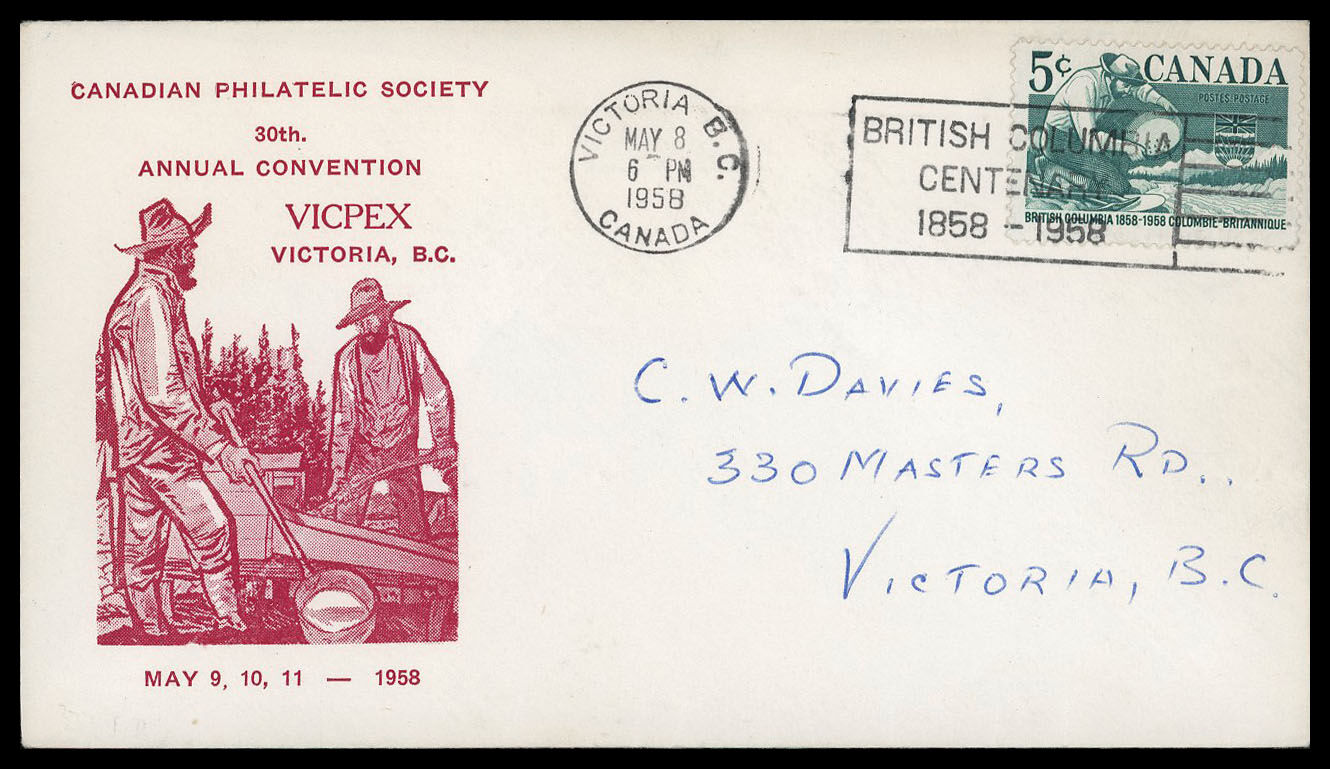 CANADIAN PHILATELIC SOCIETY
30th.
ANNUAL CONVENTION
VICPEX
VICTORIA, B.C.
MAY 9, 10, 11 — 1958
VICTORIA B.C.
MAY 8
6 PM
1958
CANADA
BRITISH COLUMBIA
CENTENARY
1858 - 1958
5¢ CANADA
POSTES·POSTAGE
BRITISH COLUMBIA 1858-1958 COLOMBIE-BRITANNIQUE
C. W. DAVIES,
330 MASTERS RD..
VICTORIA, B.C.